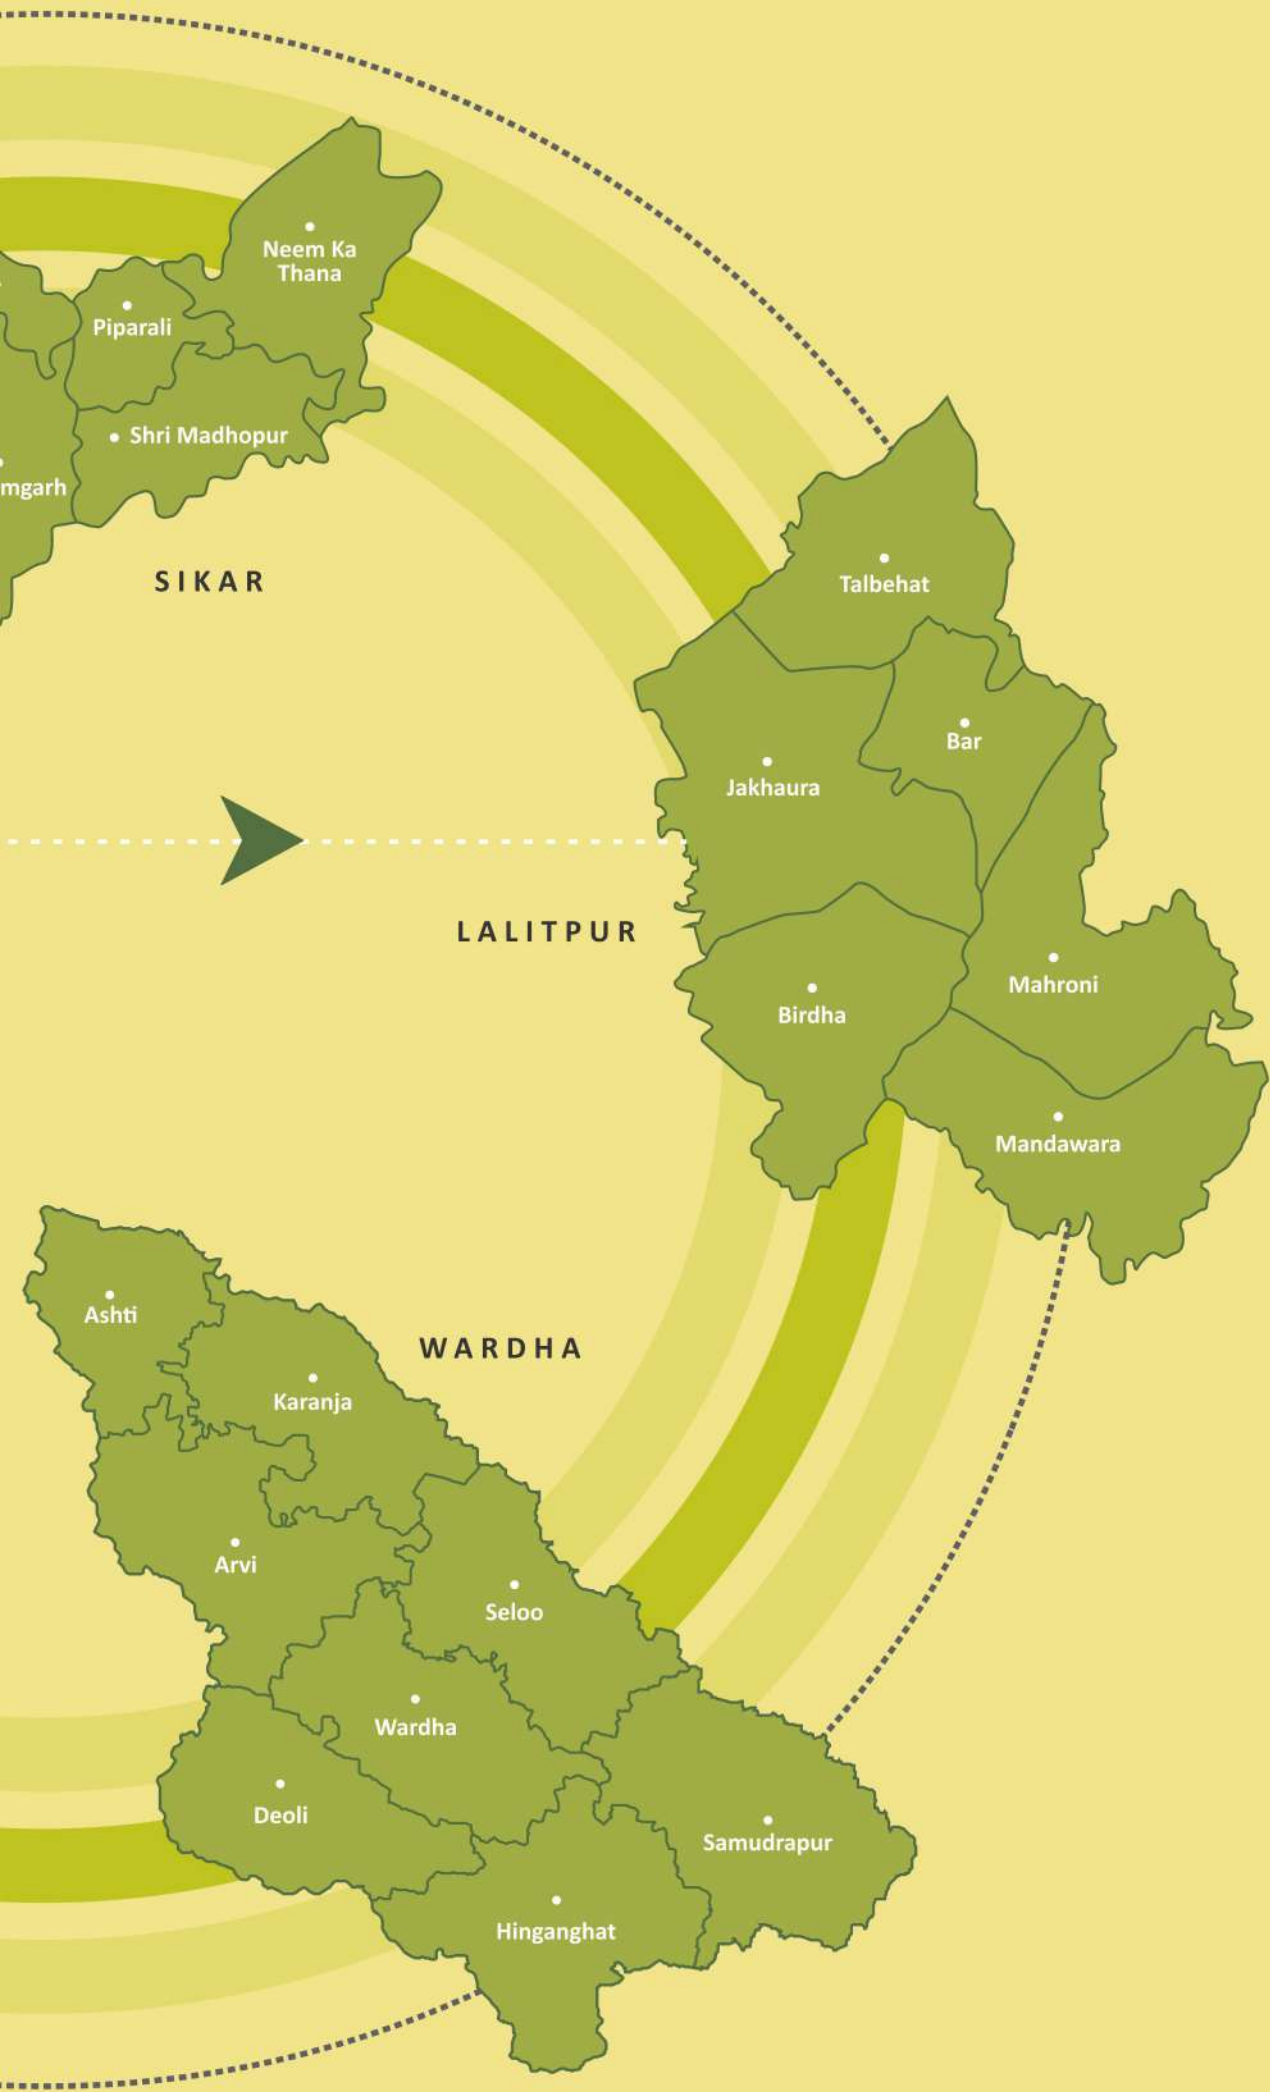 Neem Ka
Thana
Piparali
Shri Madhopur
mgarh
SIKAR
Talbehat
Bar
Jakhaura
LALITPUR
Mahroni
Birdha
Mandawara
Ashti
WARDHA
Karanja
Arvi
Seloo
Wardha
Deoli
Samudrapur
Hinganghat